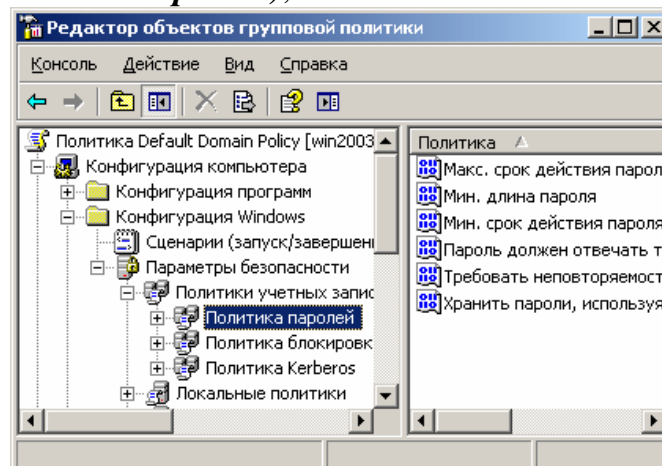 Редактор объектов групповой политики
Консоль Действие Вид Справка
Политика Default Domain Policy [win2003
Конфигурация компьютера
Конфигурация программ
Конфигурация Windows
Сценарии (запуск/завершени
Параметры безопасности
Политики учетных запис
Политика паролей
Политика блокировк
Политика Kerberos
Локальные политики
Политика
Макс. срок действия парол
Мин. длина пароля
Мин. срок действия пароля
Пароль должен отвечать т
Требовать неповторяемост
Хранить пароли, используя